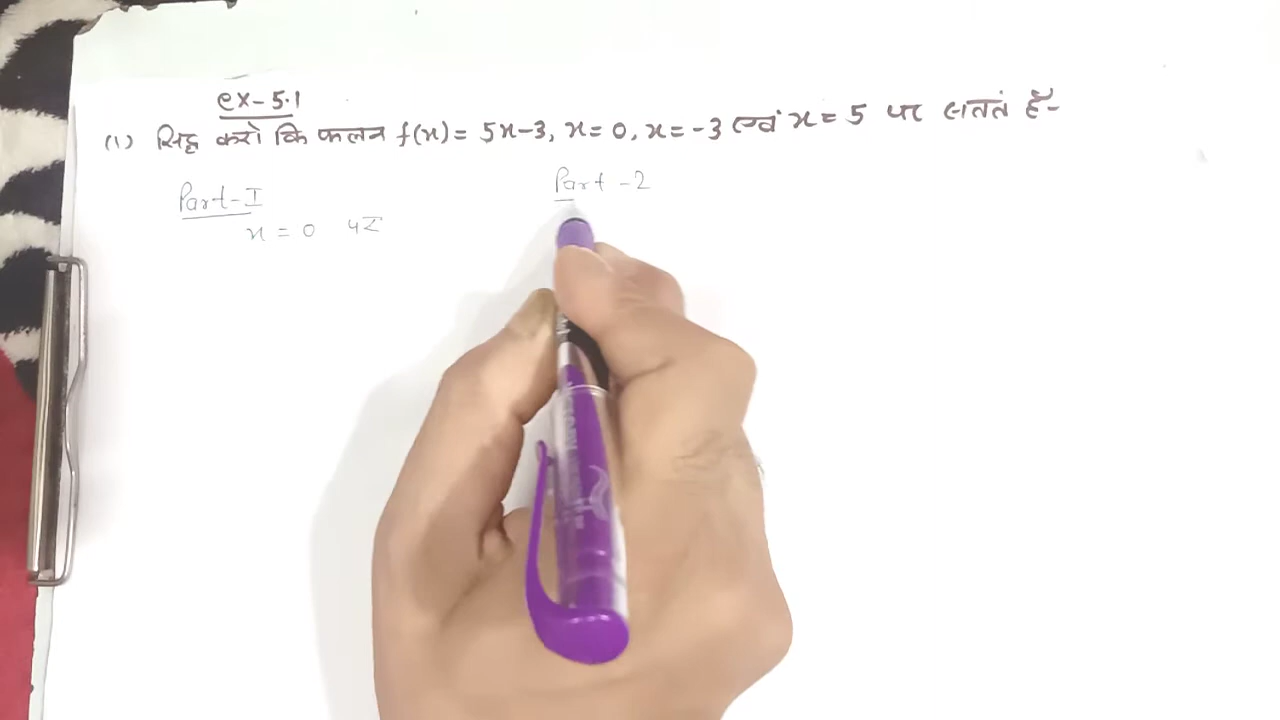 ex-5.1
(1) सिद्ध करो कि फलन f(x) = 5x-3, x = 0, x = -3 एवं x = 5 पर सततं हैं-
Part-I
x = 0 पर
Part -2